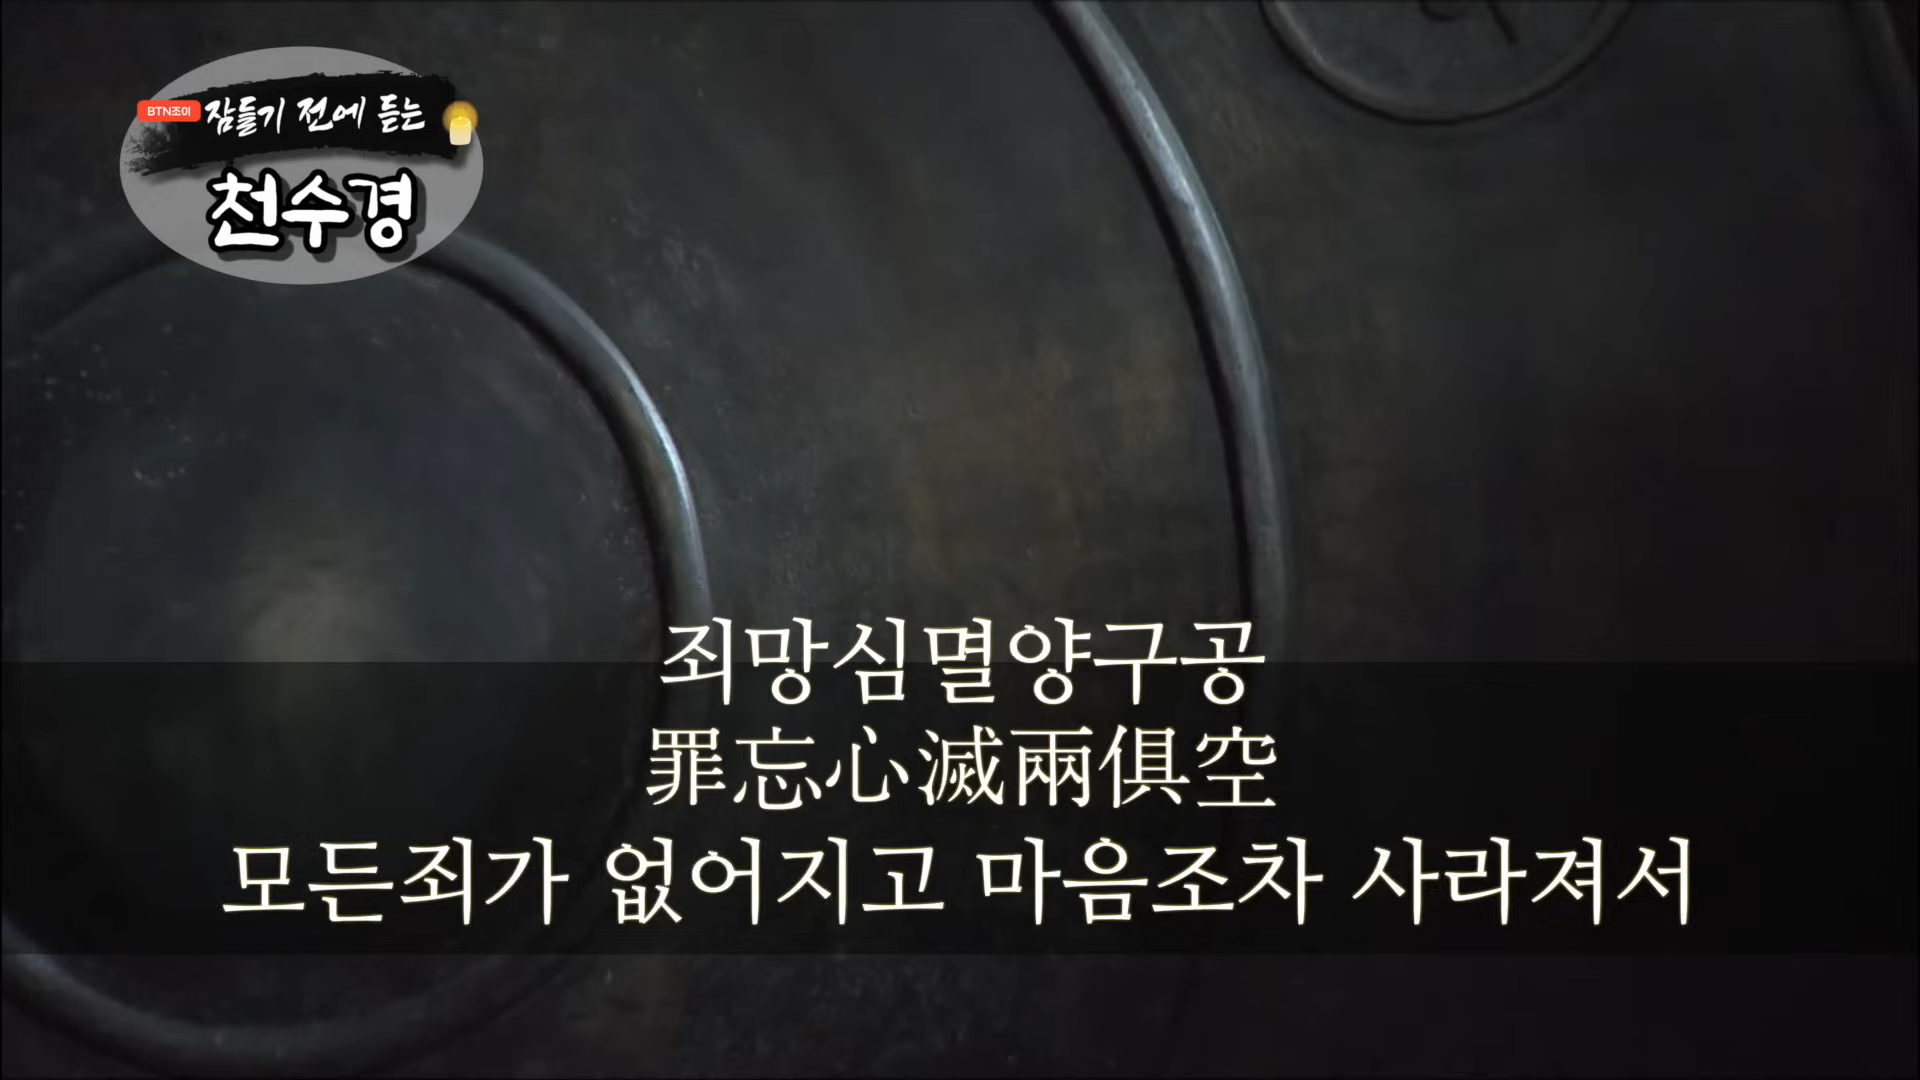 BTN조이
잠들기 전에 듣는
천수경
죄망심멸양구공
罪忘心滅兩俱空
모든죄가 없어지고 마음조차 사라져서